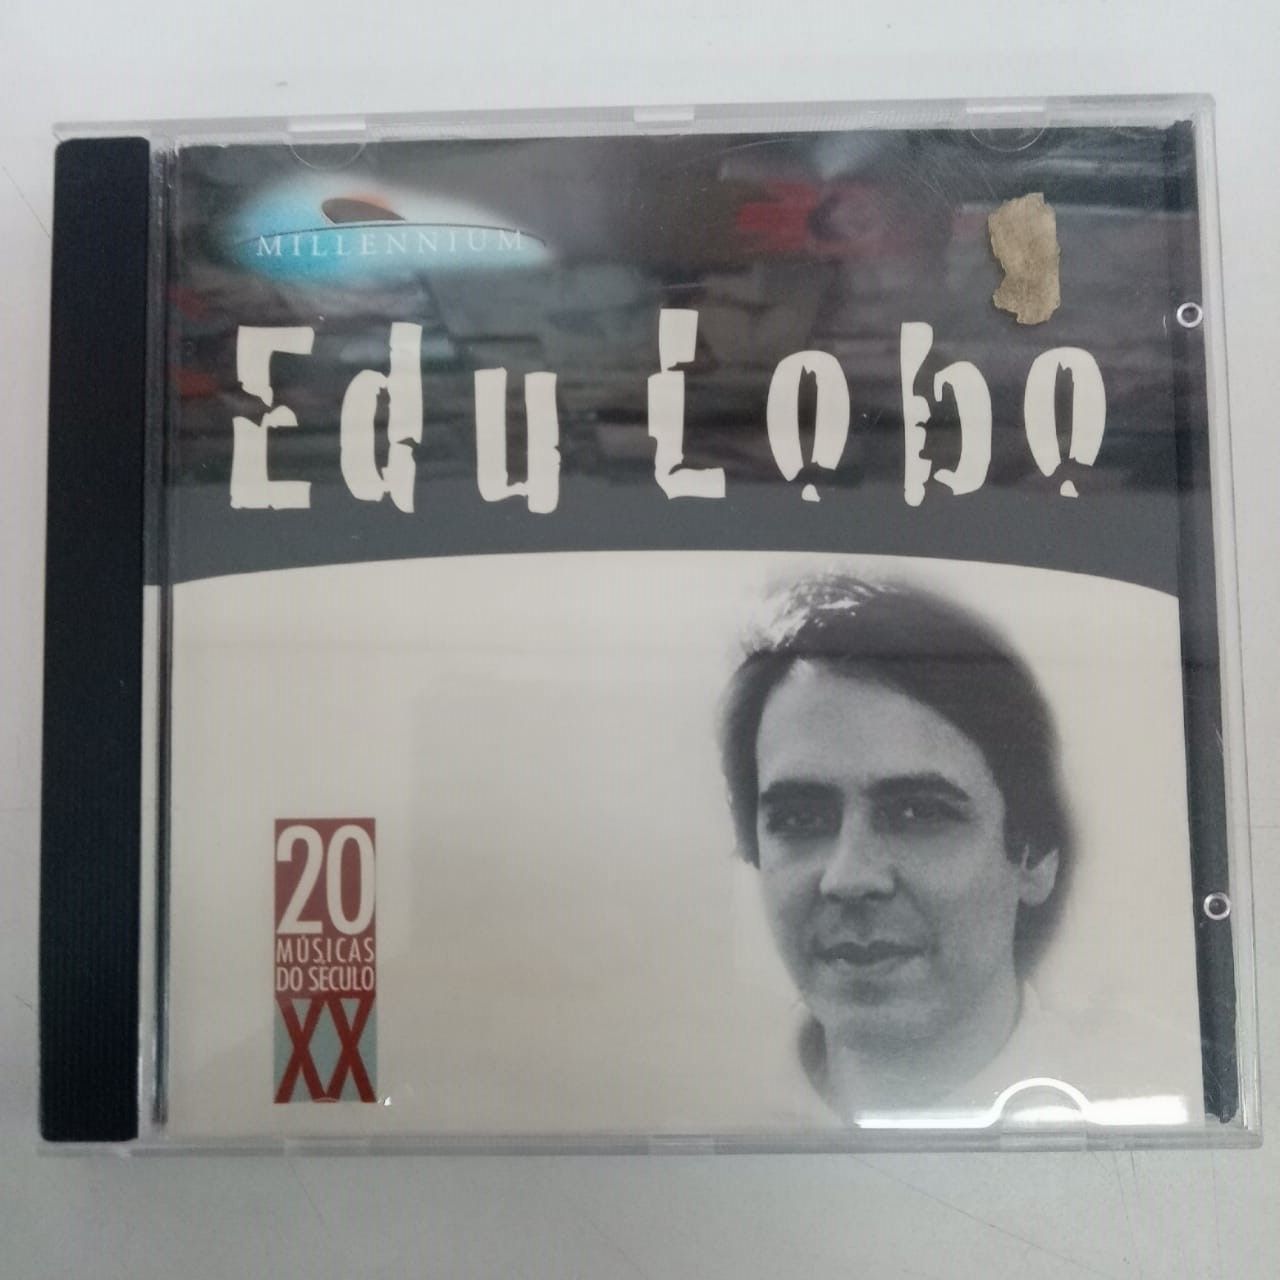 MILLENNIUM
Edu Lobo
20
MÚSICAS
DO SÉCULO
XX